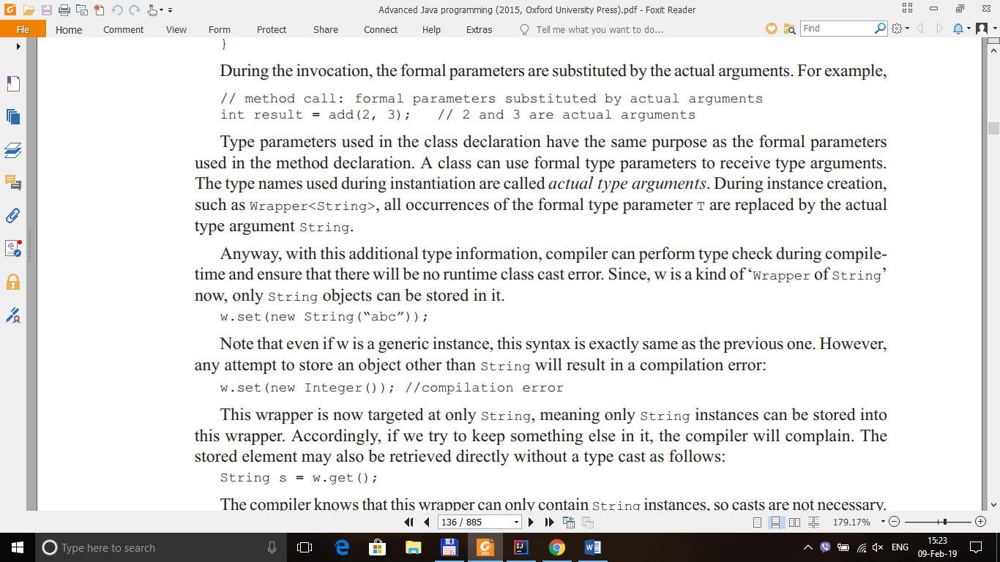 Advanced Java programming (2015, Oxford University Press).pdf - Foxit Reader
File Home Comment View Form Protect Share Connect Help Extras Tell me what you want to do... Find
}
During the invocation, the formal parameters are substituted by the actual arguments. For example,
// method call: formal parameters substituted by actual arguments
int result = add(2, 3); // 2 and 3 are actual arguments
Type parameters used in the class declaration have the same purpose as the formal parameters
used in the method declaration. A class can use formal type parameters to receive type arguments.
The type names used during instantiation are called actual type arguments. During instance creation,
such as Wrapper<String>, all occurrences of the formal type parameter T are replaced by the actual
type argument String.
Anyway, with this additional type information, compiler can perform type check during compile-
time and ensure that there will be no runtime class cast error. Since, w is a kind of ‘Wrapper of String’
now, only String objects can be stored in it.
w.set(new String(“abc”));
Note that even if w is a generic instance, this syntax is exactly same as the previous one. However,
any attempt to store an object other than String will result in a compilation error:
w.set(new Integer()); //compilation error
This wrapper is now targeted at only String, meaning only String instances can be stored into
this wrapper. Accordingly, if we try to keep something else in it, the compiler will complain. The
stored element may also be retrieved directly without a type cast as follows:
String s = w.get();
The compiler knows that this wrapper can only contain String instances, so casts are not necessary.
136 / 885 179.17%
Type here to search ENG 15:23
09-Feb-19